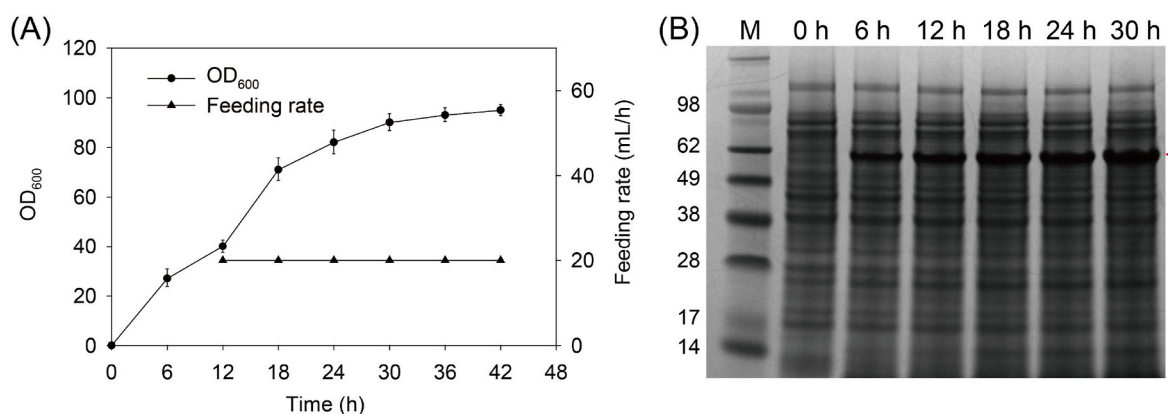 (A)
120
100
80
60
40
20
0
OD600
OD600
Feeding rate
60
40
20
0
Feeding rate (mL/h)
0 6 12 18 24 30 36 42 48
Time (h)
(B)
M 0 h 6 h 12 h 18 h 24 h 30 h
98
62
49
38
28
17
14